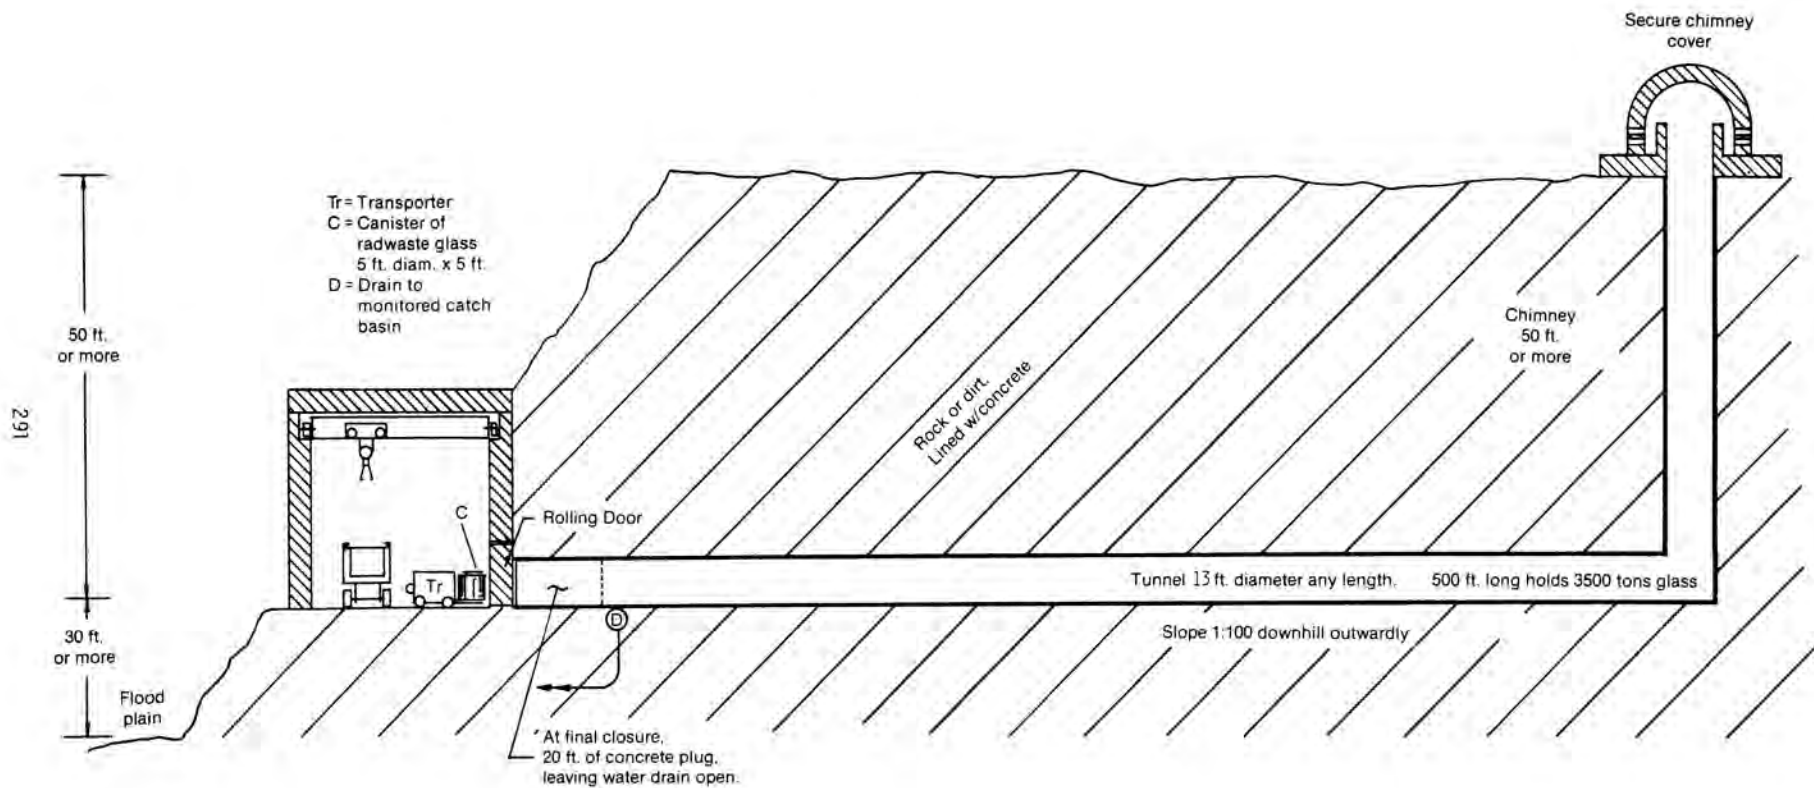 Secure chimney
cover
Tr = Transporter
C = Canister of
radwaste glass
5 ft. diam. x 5 ft.
D = Drain to
monitored catch
basin
50 ft.
or more
Chimney
50 ft.
or more
Rock or dirt.
Lined w/concrete
291
C
Rolling Door
Tr
Tunnel 13 ft. diameter any length. 500 ft. long holds 3500 tons glass
D
30 ft.
or more
Slope 1:100 downhill outwardly
Flood
plain
At final closure,
20 ft. of concrete plug,
leaving water drain open.